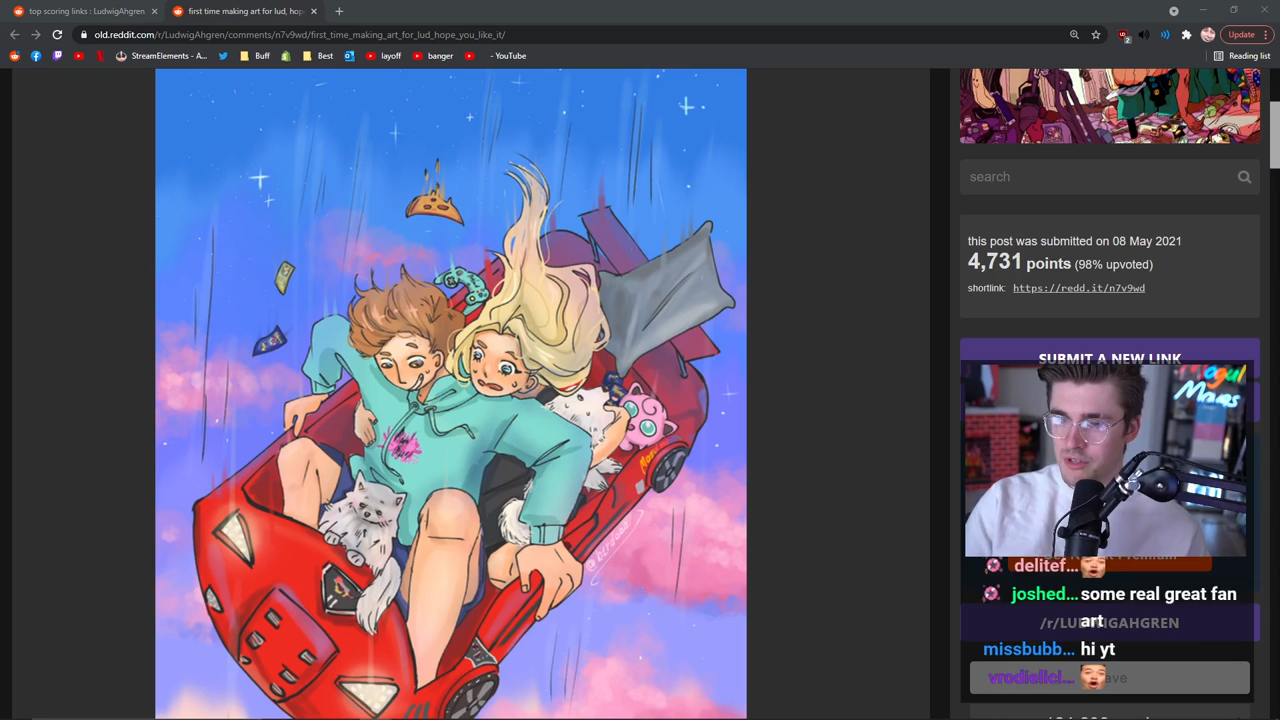 top scoring links : LudwigAhgren
first time making art for lud, hop
old.reddit.com/r/LudwigAhgren/comments/n7v9wd/first_time_making_art_for_lud_hope_you_like_it/
Update
StreamElements - A...
Buff
Best
layoff
banger
- YouTube
Reading list
search
this post was submitted on 08 May 2021
4,731 points (98% upvoted)
shortlink: https://redd.it/n7v9wd
SUBMIT A NEW LINK
Mogul
Moves
delitef...
joshed... some real great fan
art
/r/LUDWIGAHGREN
missbubb... hi yt